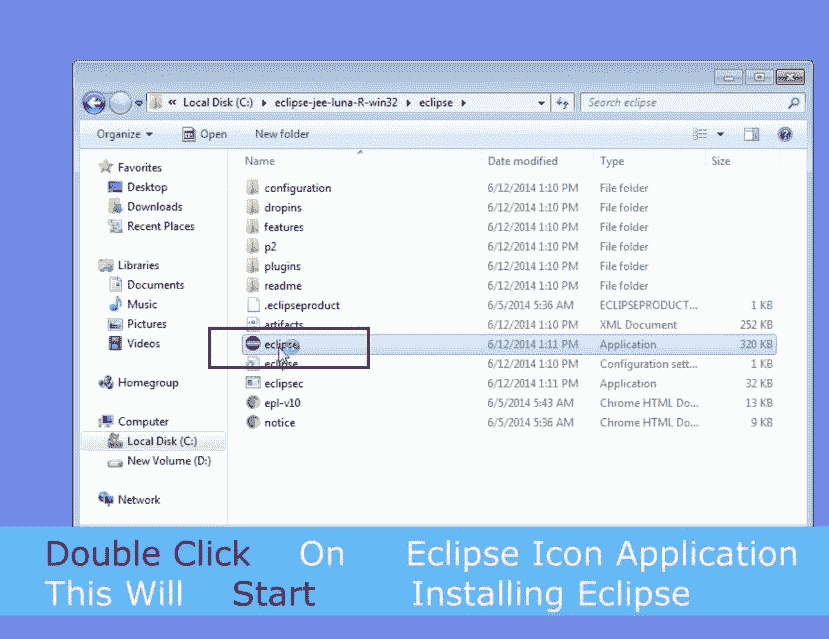 « Local Disk (C:) ▸ eclipse-jee-luna-R-win32 ▸ eclipse ▸ Search eclipse
Organize Open New folder
Name Date modified Type Size
Favorites
Desktop
Downloads
Recent Places
Libraries
Documents
Music
Pictures
Videos
Homegroup
Computer
Local Disk (C:)
New Volume (D:)
Network
configuration 6/12/2014 1:10 PM File folder
dropins 6/12/2014 1:10 PM File folder
features 6/12/2014 1:10 PM File folder
p2 6/12/2014 1:10 PM File folder
plugins 6/12/2014 1:10 PM File folder
readme 6/12/2014 1:10 PM File folder
.eclipseproduct 6/5/2014 5:36 AM ECLIPSEPRODUCT... 1 KB
artifacts 6/12/2014 1:10 PM XML Document 252 KB
eclipse 6/12/2014 1:11 PM Application 320 KB
eclipse 6/12/2014 1:10 PM Configuration sett... 1 KB
eclipsec 6/12/2014 1:11 PM Application 32 KB
epl-v10 6/5/2014 5:43 AM Chrome HTML Do... 13 KB
notice 6/5/2014 5:36 AM Chrome HTML Do... 9 KB
Double Click On Eclipse Icon Application
This Will Start Installing Eclipse